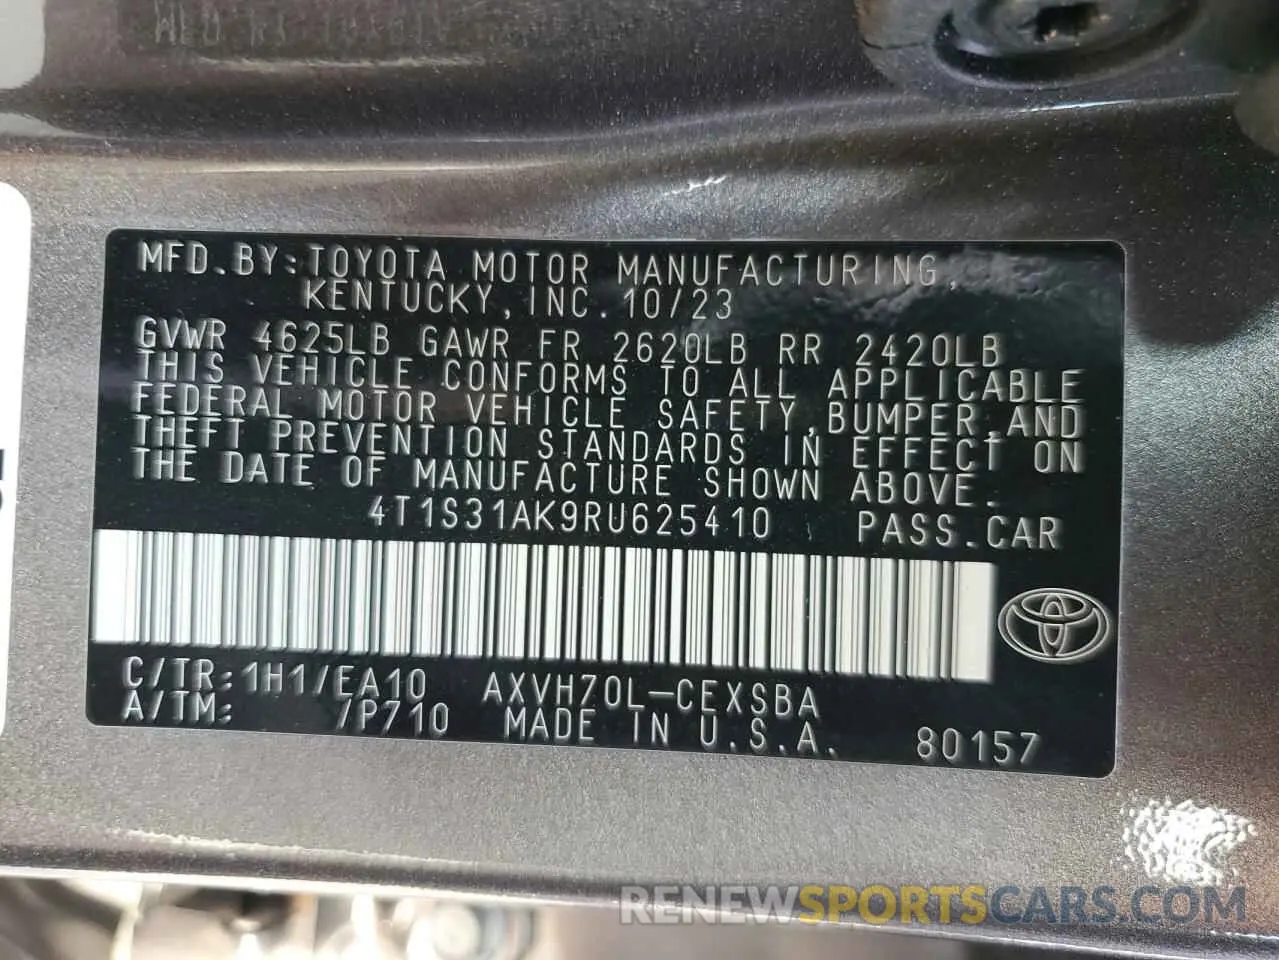 MFD.BY:TOYOTA MOTOR MANUFACTURING,
KENTUCKY,INC. 10/23
GVWR 4625LB GAWR FR 2620LB RR 2420LB
THIS VEHICLE CONFORMS TO ALL APPLICABLE
FEDERAL MOTOR VEHICLE SAFETY,BUMPER,AND
THEFT PREVENTION STANDARDS IN EFFECT ON
THE DATE OF MANUFACTURE SHOWN ABOVE.
4T1S31AK9RU625410 PASS.CAR
C/TR:1H1/EA10 AXVH70L-CEXSBA
A/TM: /P710 MADE IN U.S.A. 80157
RENEWSPORTSCARS.COM